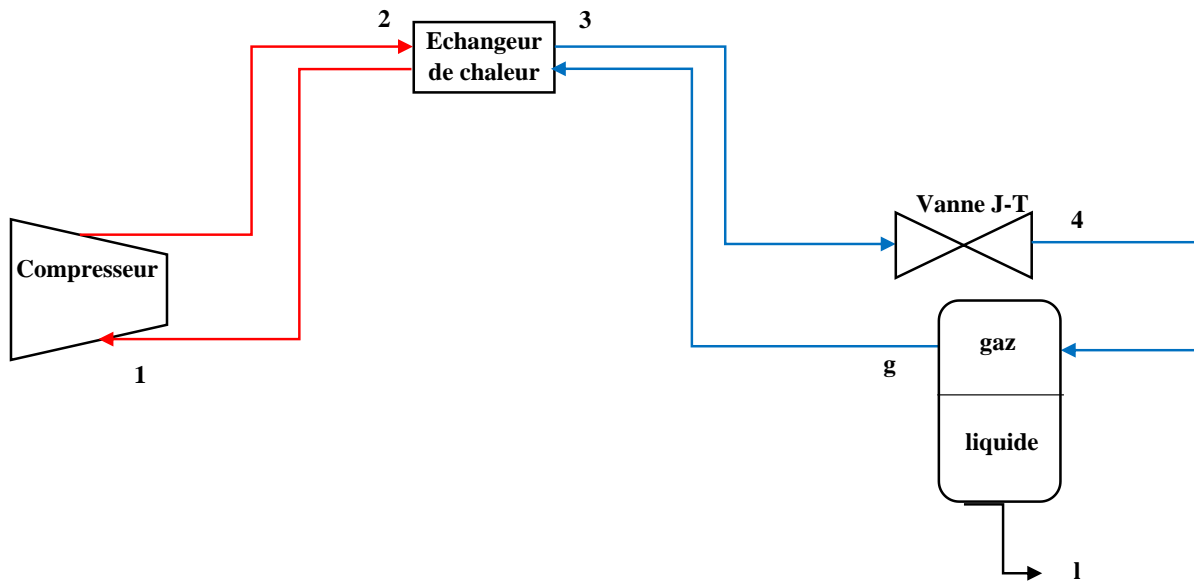 2
3
Echangeur
de chaleur
Vanne J-T
4
Compresseur
gaz
g
1
liquide
l